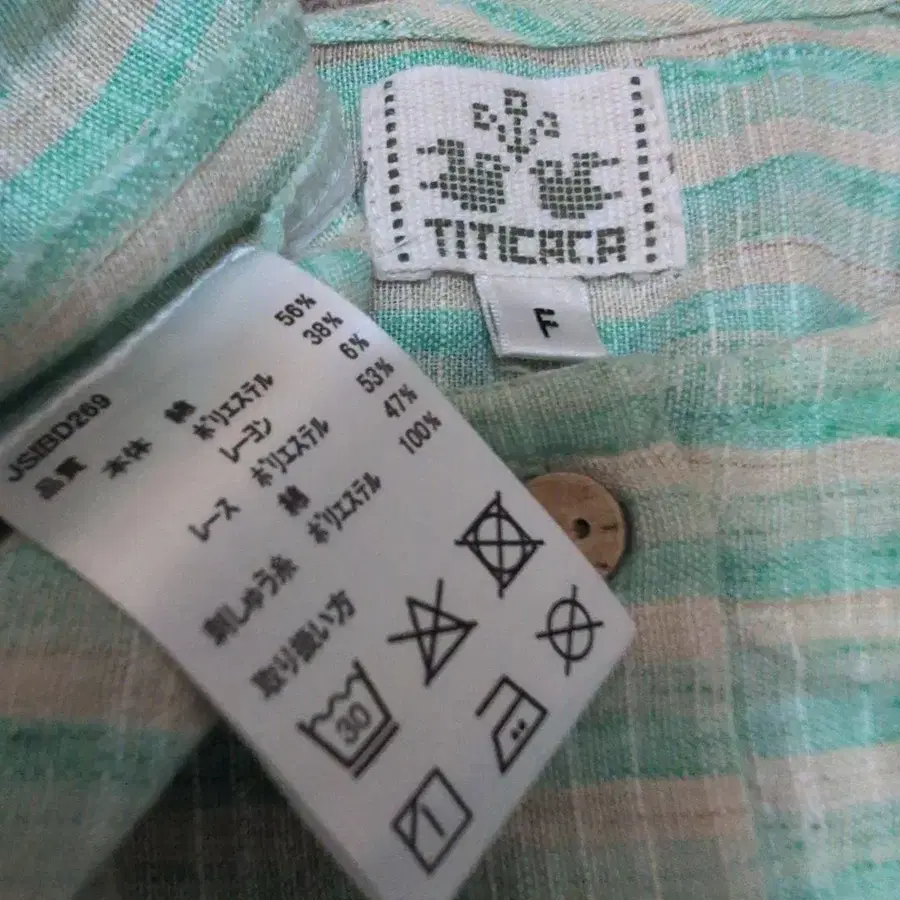 TITICACA
F
JSIBD269
品質 本体 綿 56%
ポリエステル 38%
レーヨン 6%
レース ポリエステル 53%
綿 47%
刺しゅう糸 ポリエステル 100%
取り扱い方
30